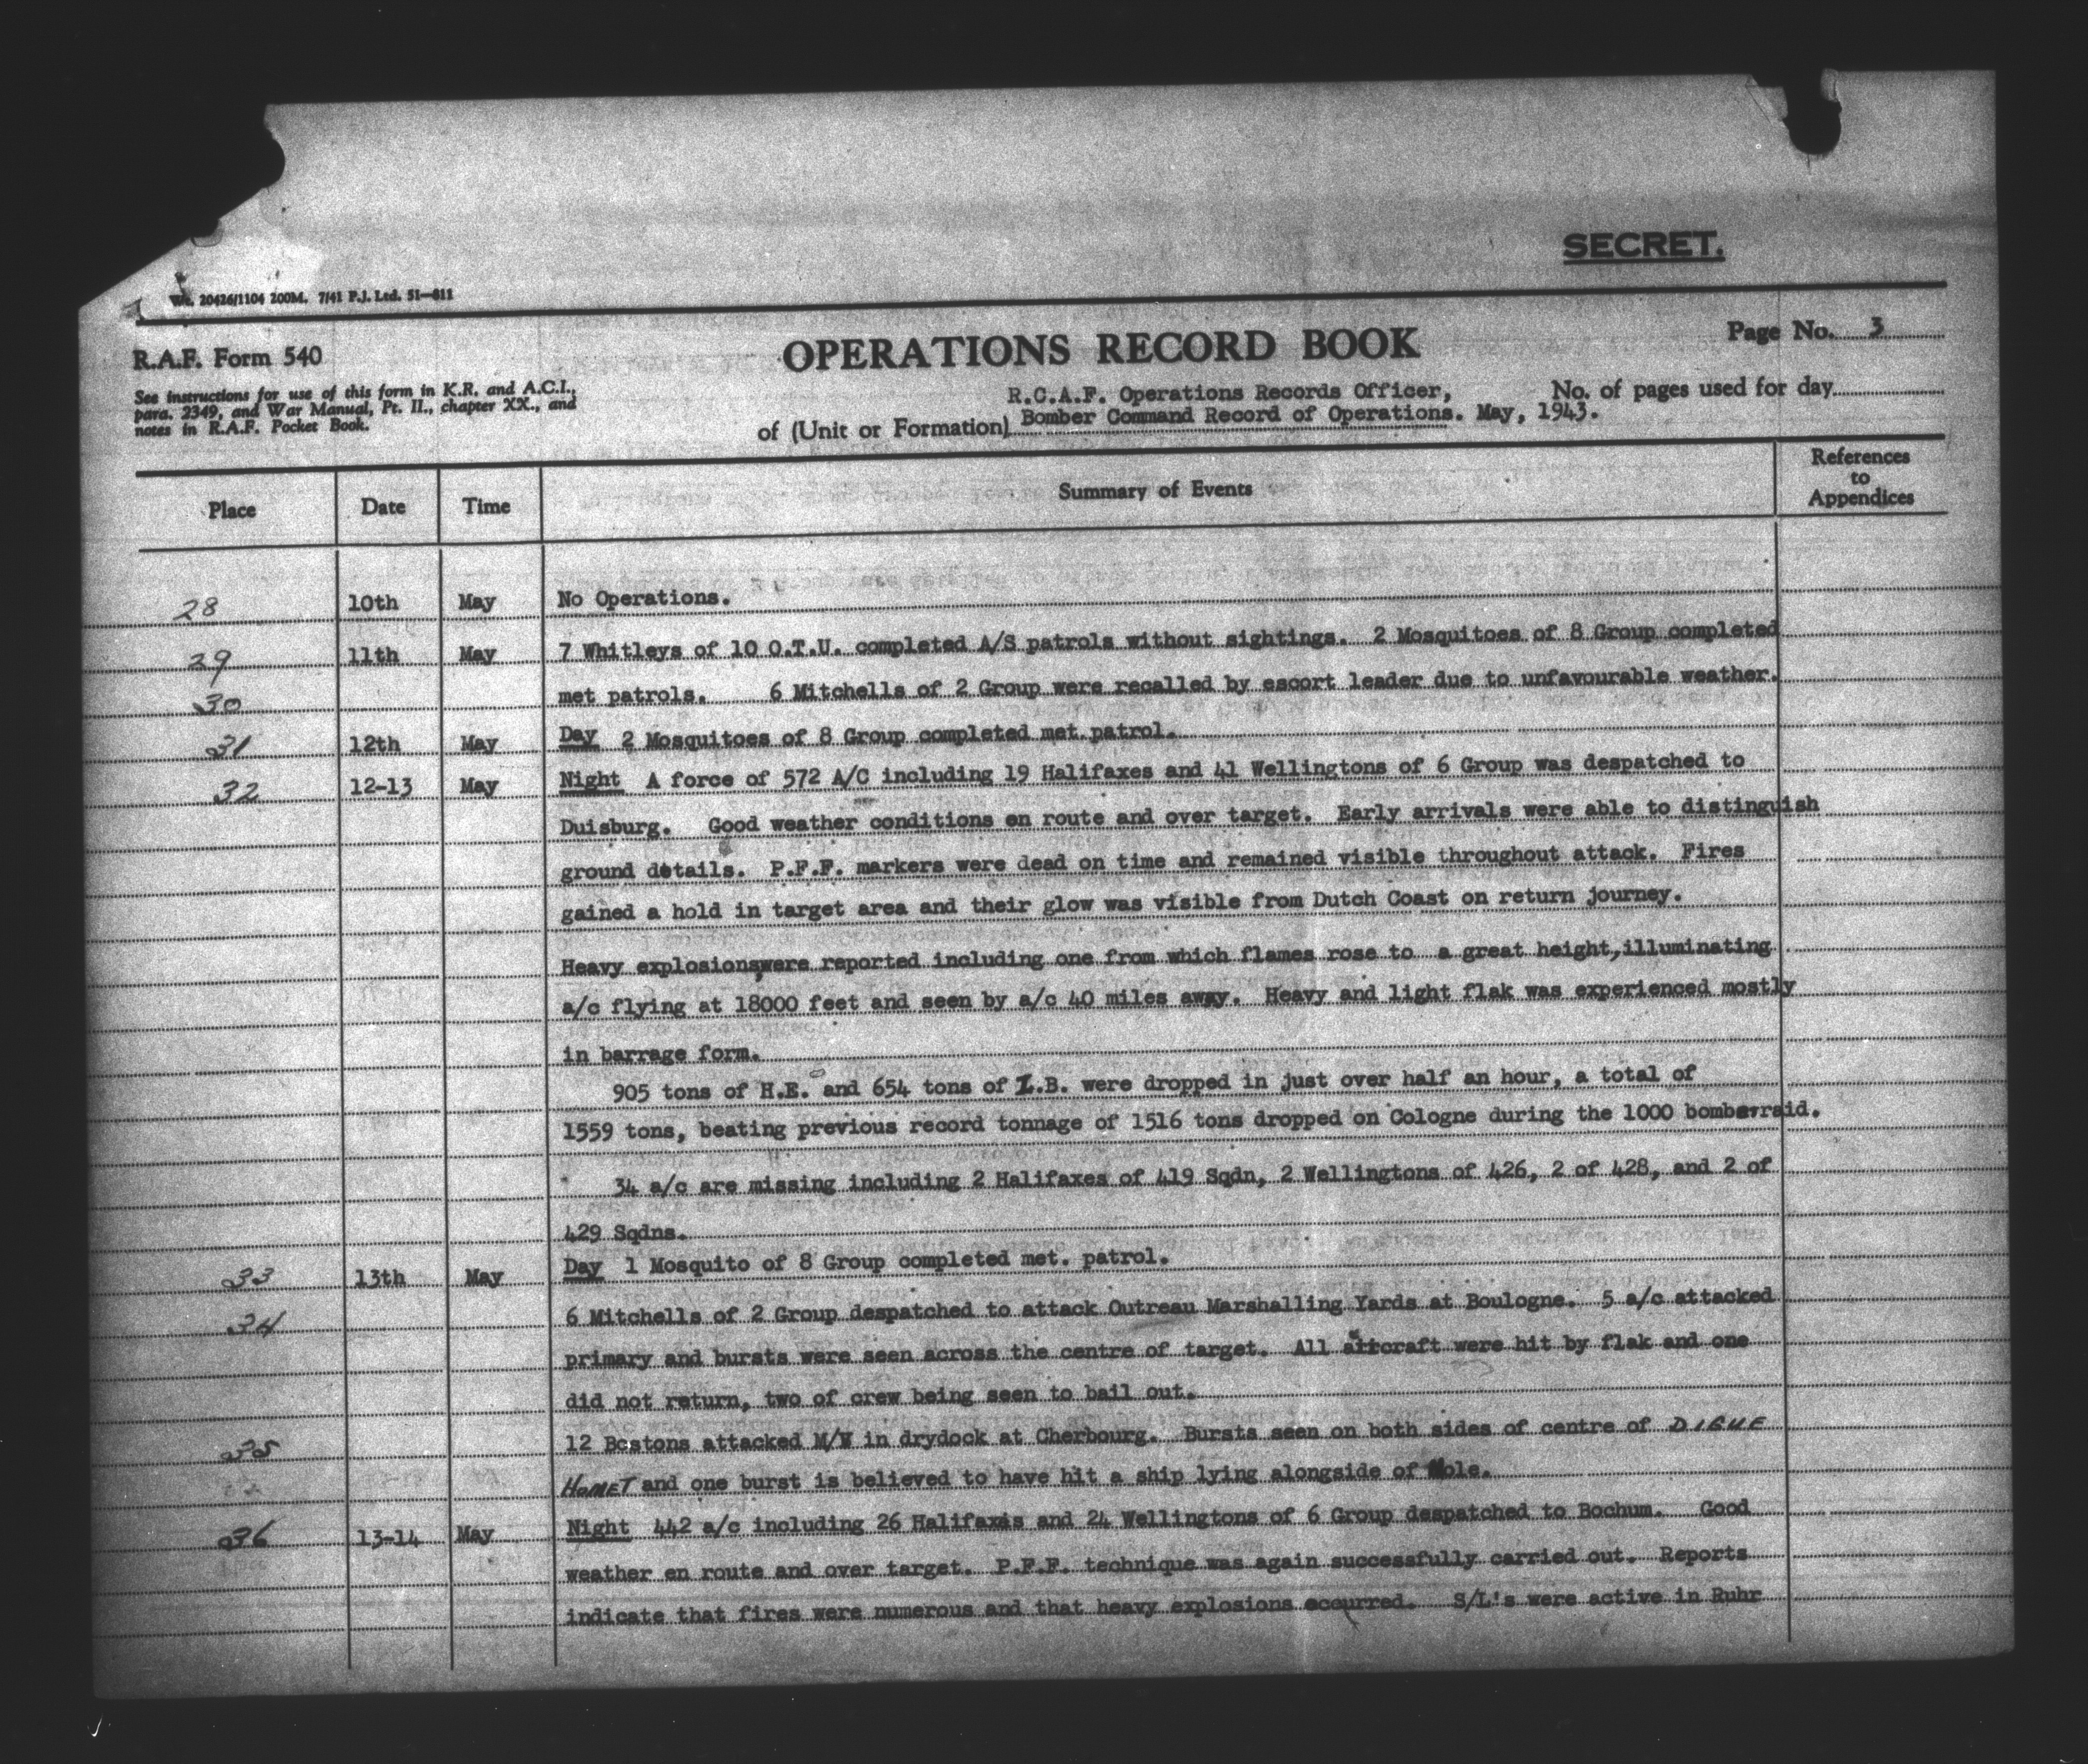 SECRET.
Wt. 20426/1104 200M. 7/41 P.J. Ltd. 51—811
R.A.F. Form 540
OPERATIONS RECORD BOOK
Page No. 3
See instructions for use of this form in K.R. and A.C.I.,
para. 2349, and War Manual, Pt. II., chapter XX., and
notes in R.A.F. Pocket Book.
R.C.A.F. Operations Records Officer,
No. of pages used for day
of (Unit or Formation) Bomber Command Record of Operations. May, 1943.
Place Date Time Summary of Events References to Appendices
28 10th May No Operations.
29 11th May 7 Whitleys of 10 O.T.U. completed A/S patrols without sightings. 2 Mosquitoes of 8 Group completed
30 met patrols. 6 Mitchells of 2 Group were recalled by escort leader due to unfavourable weather.
31 12th May Day 2 Mosquitoes of 8 Group completed met patrol.
32 12-13 May Night A force of 572 A/C including 19 Halifaxes and 41 Wellingtons of 6 Group was despatched to
Duisburg. Good weather conditions en route and over target. Early arrivals were able to distinguish
ground details. P.F.F. markers were dead on time and remained visible throughout attack. Fires
gained a hold in target area and their glow was visible from Dutch Coast on return journey.
Heavy explosions,were reported including one from which flames rose to a great height,illuminating
a/c flying at 18000 feet and seen by a/c 40 miles away. Heavy and light flak was experienced mostly
in barrage form.
905 tons of H.E. and 654 tons of I.B. were dropped in just over half an hour, a total of
1559 tons, beating previous record tonnage of 1516 tons dropped on Cologne during the 1000 bomber raid.
34 a/c are missing including 2 Halifaxes of 419 Sqdn, 2 Wellingtons of 426, 2 of 428, and 2 of
429 Sqdns.
33 13th May Day 1 Mosquito of 8 Group completed met. patrol.
34 6 Mitchells of 2 Group despatched to attack Outreau Marshalling Yards at Boulogne. 5 a/c attacked
primary and bursts were seen across the centre of target. All aircraft were hit by flak and one
did not return, two of crew being seen to bail out.
35 12 Bostons attacked M/V in drydock at Cherbourg. Bursts seen on both sides of centre of DIGUE
HOMET and one burst is believed to have hit a ship lying alongside of Mole.
36 13-14 May Night 442 a/c including 26 Halifaxes and 24 Wellingtons of 6 Group despatched to Bochum. Good
weather en route and over target. P.F.F. technique was again successfully carried out. Reports
indicate that fires were numerous and that heavy explosions occurred. S/L's were active in Ruhr